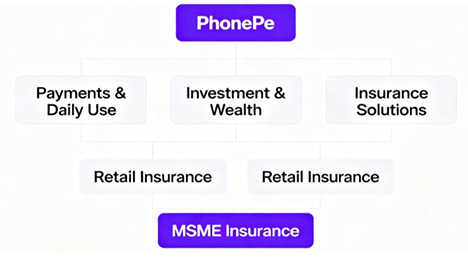 PhonePe
Payments &
Daily Use
Investment &
Wealth
Insurance
Solutions
Retail Insurance
Retail Insurance
MSME Insurance